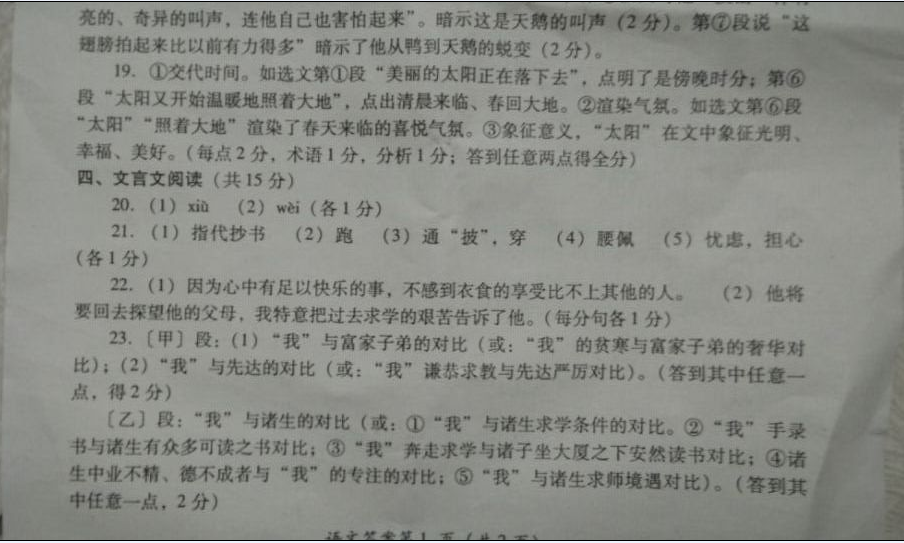 亮的、奇异的叫声，连他自己也害怕起来”。暗示这是天鹅的叫声（2 分）。第⑦段说“这
翅膀拍起来比以前有力得多”暗示了他从鸭到天鹅的蜕变（2 分）。
19. ①交代时间。如选文第①段“美丽的太阳正在落下去”，点明了是傍晚时分；第⑥
段“太阳又开始温暖地照着大地”，点出清晨来临、春回大地。②渲染气氛。如选文第⑥段
“太阳”“照着大地”渲染了春天来临的喜悦气氛。③象征意义，“太阳”在文中象征光明、
幸福、美好。（每点 2 分，术语 1 分，分析 1 分；答到任意两点得全分）
四、文言文阅读（共 15 分）
20.（1）xiù （2）wèi（各 1 分）
21.（1）指代抄书 （2）跑 （3）通“披”，穿 （4）腰佩 （5）忧虑，担心
（各 1 分）
22.（1）因为心中有足以快乐的事，不感到衣食的享受比不上其他的人。 （2）他将
要回去探望他的父母，我特意把过去求学的艰苦告诉了他。（每分句各 1 分）
23.〔甲〕段：（1）“我”与富家子弟的对比（或：“我”的贫寒与富家子弟的奢华对
比）；（2）“我”与先达的对比（或：“我”谦恭求教与先达严厉对比）。（答到其中任意一
点，得 2 分）
〔乙〕段：“我”与诸生的对比（或：①“我”与诸生求学条件的对比。②“我”手录
书与诸生有众多可读之书对比；③“我”奔走求学与诸子坐大厦之下安然读书对比；④诸
生中业不精、德不成者与“我”的专注的对比；⑤“我”与诸生求师境遇对比）。（答到其
中任意一点，2 分）
语文答案第 1 页（共 2 页）